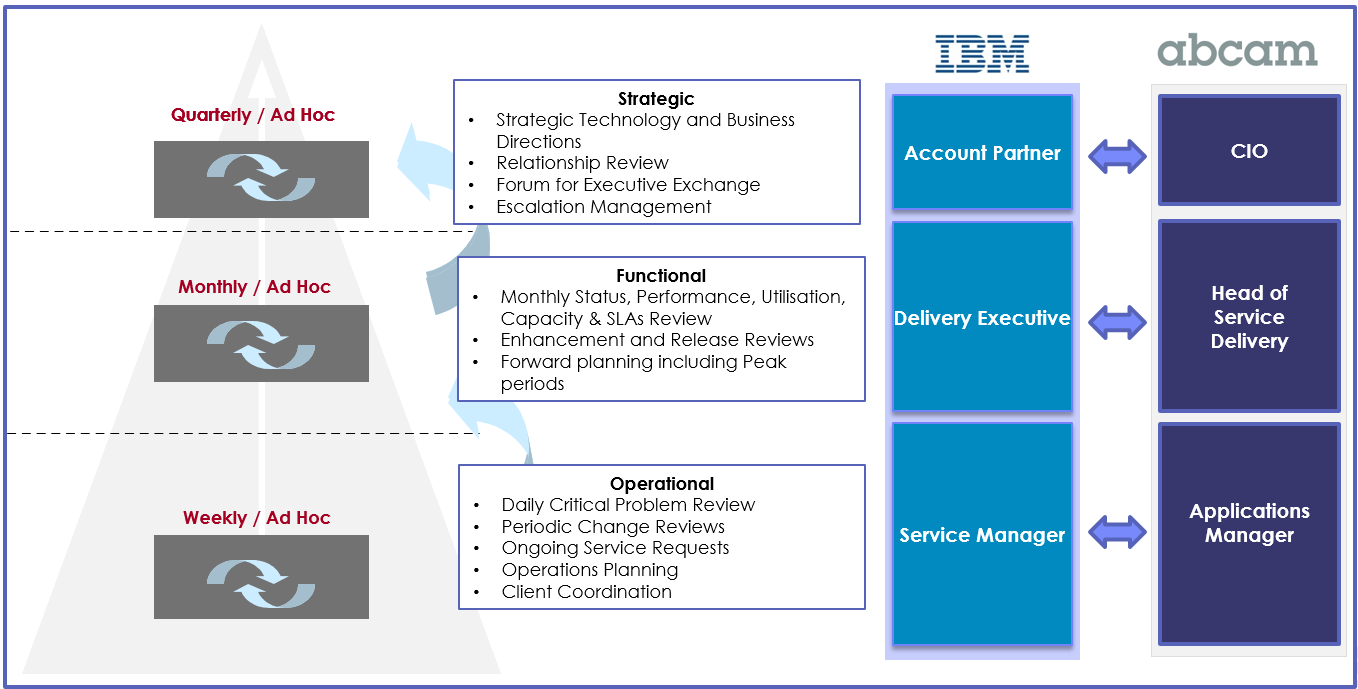 IBM
abcam
Quarterly / Ad Hoc
Strategic
• Strategic Technology and Business
Directions
• Relationship Review
• Forum for Executive Exchange
• Escalation Management
Account Partner
CIO
Monthly / Ad Hoc
Functional
• Monthly Status, Performance, Utilisation,
Capacity & SLAs Review
• Enhancement and Release Reviews
• Forward planning including Peak
periods
Delivery Executive
Head of
Service
Delivery
Weekly / Ad Hoc
Operational
• Daily Critical Problem Review
• Periodic Change Reviews
• Ongoing Service Requests
• Operations Planning
• Client Coordination
Service Manager
Applications
Manager